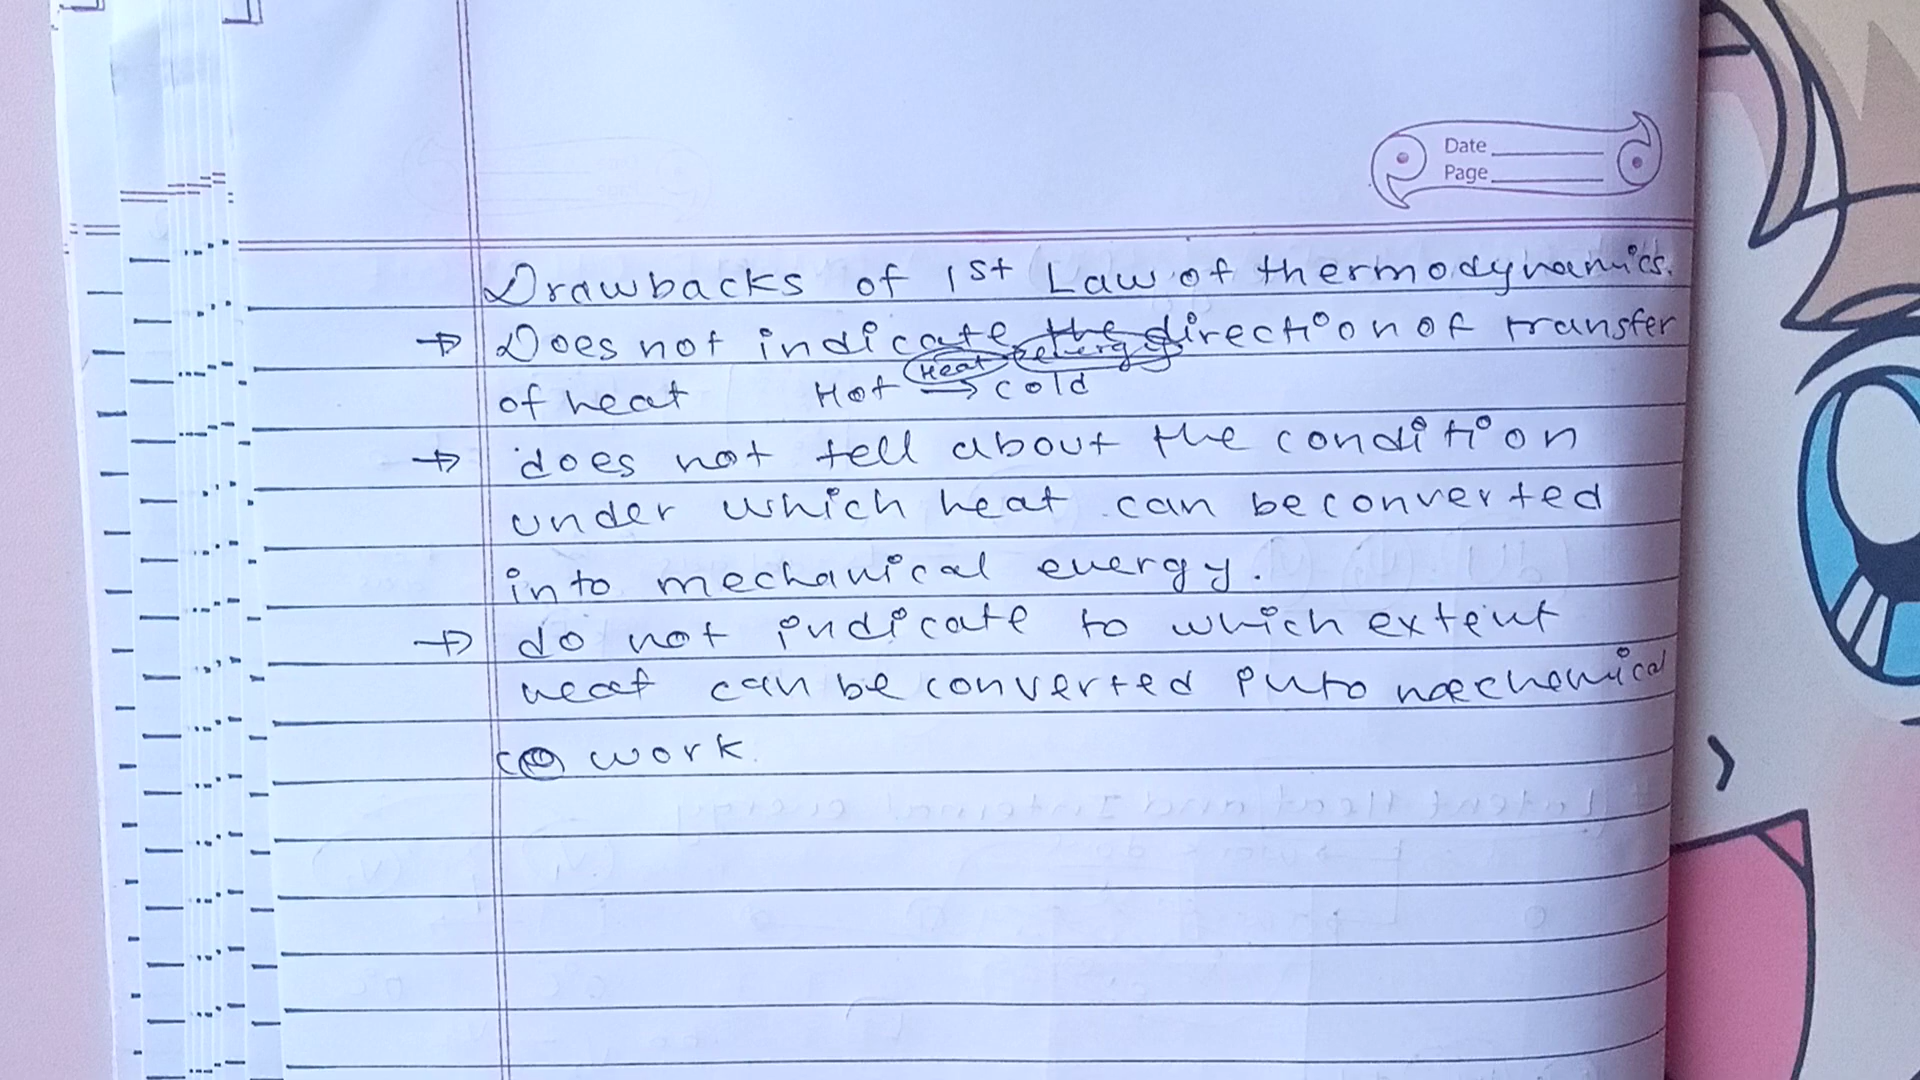 Date
Page
Drawbacks of 1st Law of thermodynamics.
→ Does not indicate the direction of transfer
Heat energy
of heat Hot → cold
→ does not tell about the condition
under which heat can be converted
into mechanical energy.
→ do not indicate to which extent
heat can be converted into mechanical
work.